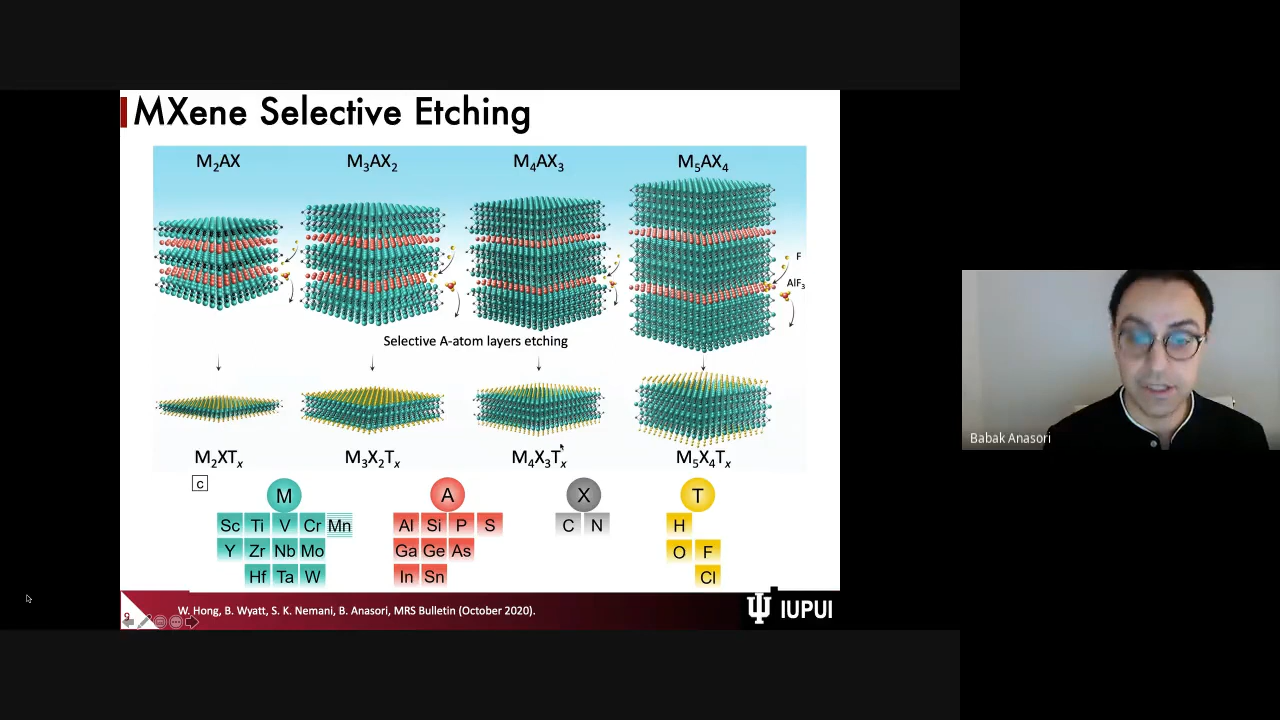 MXene Selective Etching
M₂AX M₃AX₂ M₄AX₃ M₅AX₄
F
AlF₃
Selective A-atom layers etching
M₂XTₓ M₃X₂Tₓ M₄X₃Tₓ M₅X₄Tₓ
c
M A X T
Sc Ti V Cr Mn Al Si P S C N H
Y Zr Nb Mo Ga Ge As O F
Hf Ta W In Sn Cl
9
W. Hong, B. Wyatt, S. K. Nemani, B. Anasori, MRS Bulletin (October 2020).
IUPUI
Babak Anasori